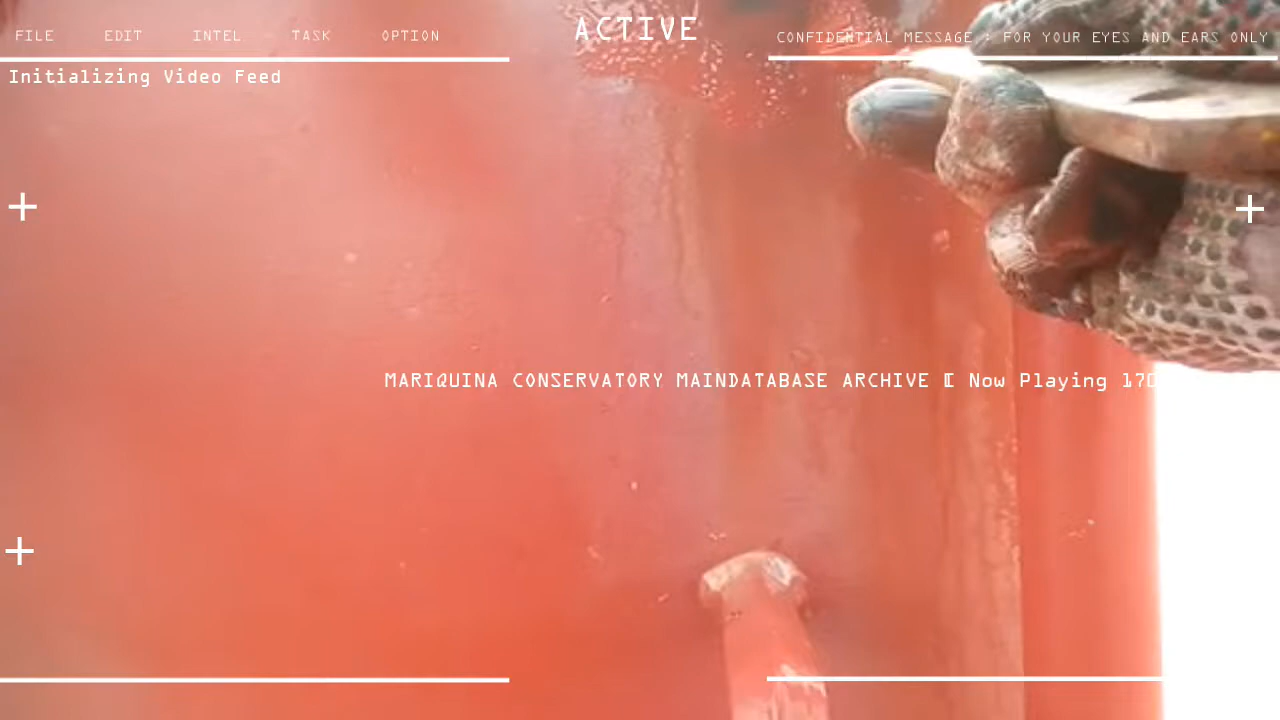 ACTIVE
FILE EDIT INTEL TASK OPTION
CONFIDENTIAL MESSAGE : FOR YOUR EYES AND EARS ONLY
Initializing Video Feed
MARIQUINA CONSERVATORY MAINDATABASE ARCHIVE Now Playing